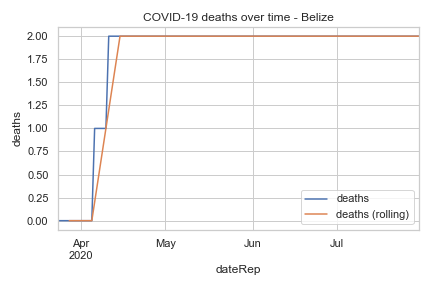 COVID-19 deaths over time - Belize
2.00
1.75
1.50
1.25
1.00
0.75
0.50
0.25
0.00
deaths
deaths
deaths (rolling)
Apr
2020
May
Jun
Jul
dateRep